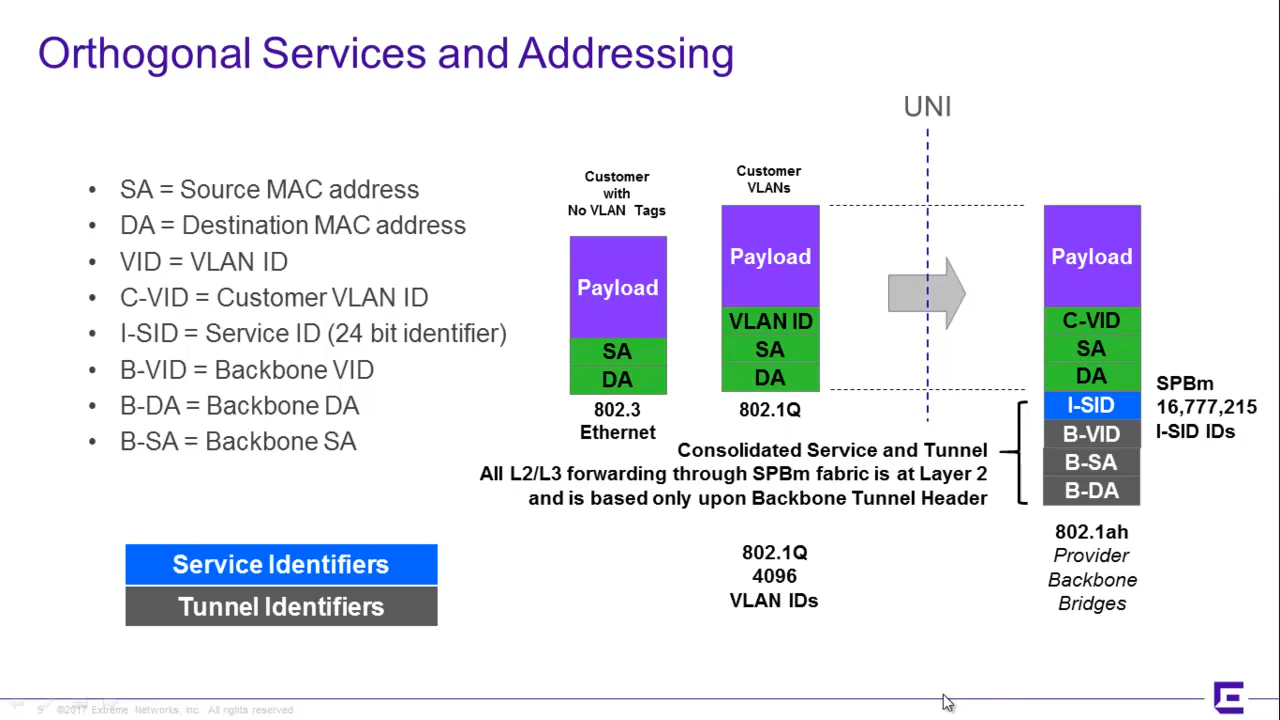 Orthogonal Services and Addressing
• SA = Source MAC address
• DA = Destination MAC address
• VID = VLAN ID
• C-VID = Customer VLAN ID
• I-SID = Service ID (24 bit identifier)
• B-VID = Backbone VID
• B-DA = Backbone DA
• B-SA = Backbone SA
Service Identifiers
Tunnel Identifiers
Customer
with
No VLAN Tags
Payload
SA
DA
802.3
Ethernet
Customer
VLANs
Payload
VLAN ID
SA
DA
802.1Q
UNI
Payload
C-VID
SA
DA
I-SID
B-VID
B-SA
B-DA
SPBm
16,777,215
I-SID IDs
Consolidated Service and Tunnel
All L2/L3 forwarding through SPBm fabric is at Layer 2
and is based only upon Backbone Tunnel Header
802.1Q
4096
VLAN IDs
802.1ah
Provider
Backbone
Bridges
5 ©2017 Extreme Networks, Inc. All rights reserved